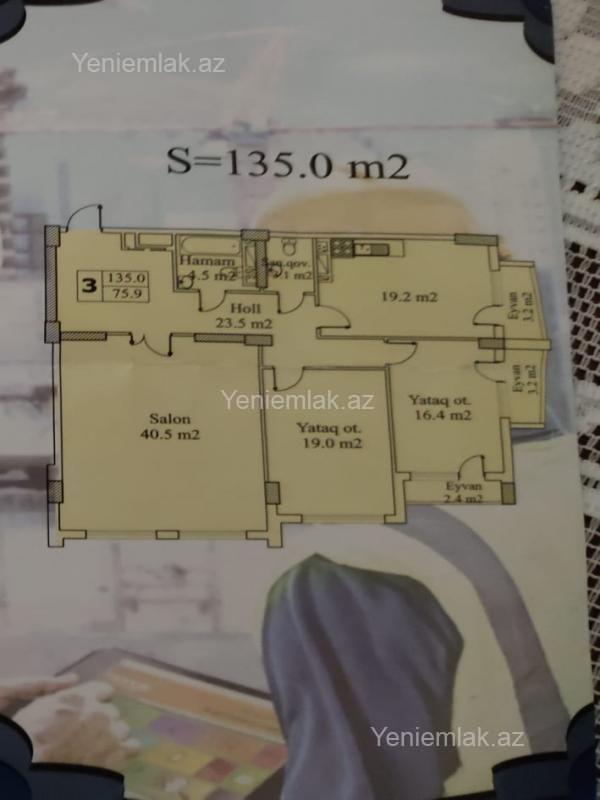 Yeniemlak.az
S=135.0 m2
Hamam
4.5 m2
San.qov.
3.1 m2
3
135.0
75.9
Holl
23.5 m2
19.2 m2
Eyvan
3.2 m2
Eyvan
3.2 m2
Yeniemlak.az
Salon
40.5 m2
Yataq ot.
19.0 m2
Yataq ot.
16.4 m2
Eyvan
2.4 m2
Yeniemlak.az